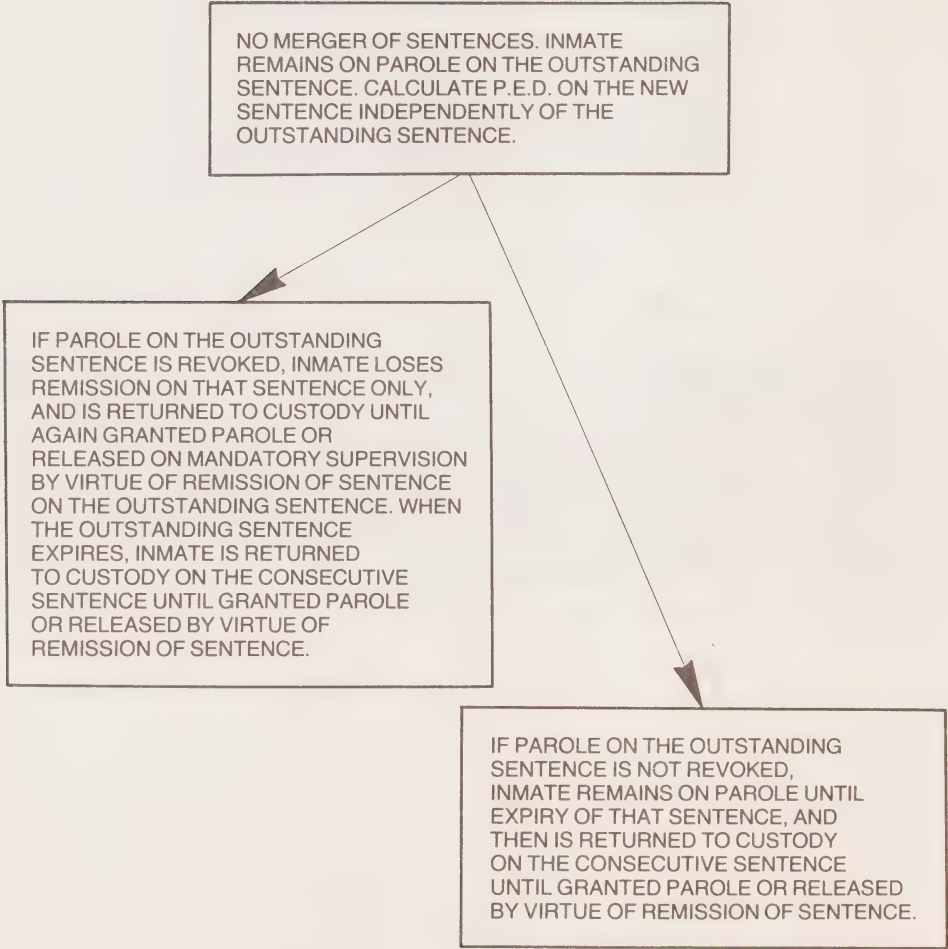 NO MERGER OF SENTENCES. INMATE
REMAINS ON PAROLE ON THE OUTSTANDING
SENTENCE. CALCULATE P.E.D. ON THE NEW
SENTENCE INDEPENDENTLY OF THE
OUTSTANDING SENTENCE.
IF PAROLE ON THE OUTSTANDING
SENTENCE IS REVOKED, INMATE LOSES
REMISSION ON THAT SENTENCE ONLY,
AND IS RETURNED TO CUSTODY UNTIL
AGAIN GRANTED PAROLE OR
RELEASED ON MANDATORY SUPERVISION
BY VIRTUE OF REMISSION OF SENTENCE
ON THE OUTSTANDING SENTENCE. WHEN
THE OUTSTANDING SENTENCE
EXPIRES, INMATE IS RETURNED
TO CUSTODY ON THE CONSECUTIVE
SENTENCE UNTIL GRANTED PAROLE
OR RELEASED BY VIRTUE OF
REMISSION OF SENTENCE.
IF PAROLE ON THE OUTSTANDING
SENTENCE IS NOT REVOKED,
INMATE REMAINS ON PAROLE UNTIL
EXPIRY OF THAT SENTENCE, AND
THEN IS RETURNED TO CUSTODY
ON THE CONSECUTIVE SENTENCE
UNTIL GRANTED PAROLE OR RELEASED
BY VIRTUE OF REMISSION OF SENTENCE.